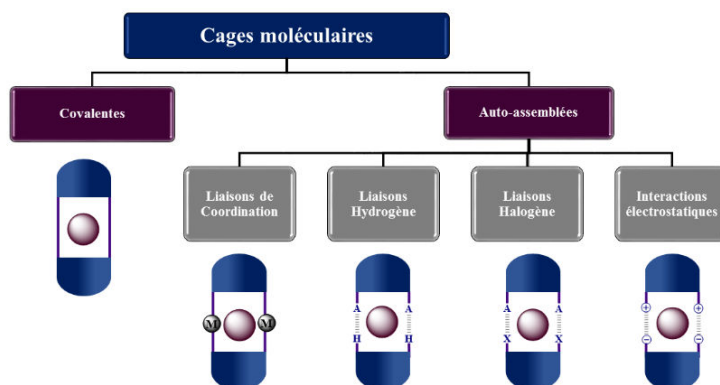 Cages moléculaires
Covalentes
Auto-assemblées
Liaisons de
Coordination
Liaisons
Hydrogène
Liaisons
Halogène
Interactions
électrostatiques
M M
A A
H H
A A
X X
+ +
− −